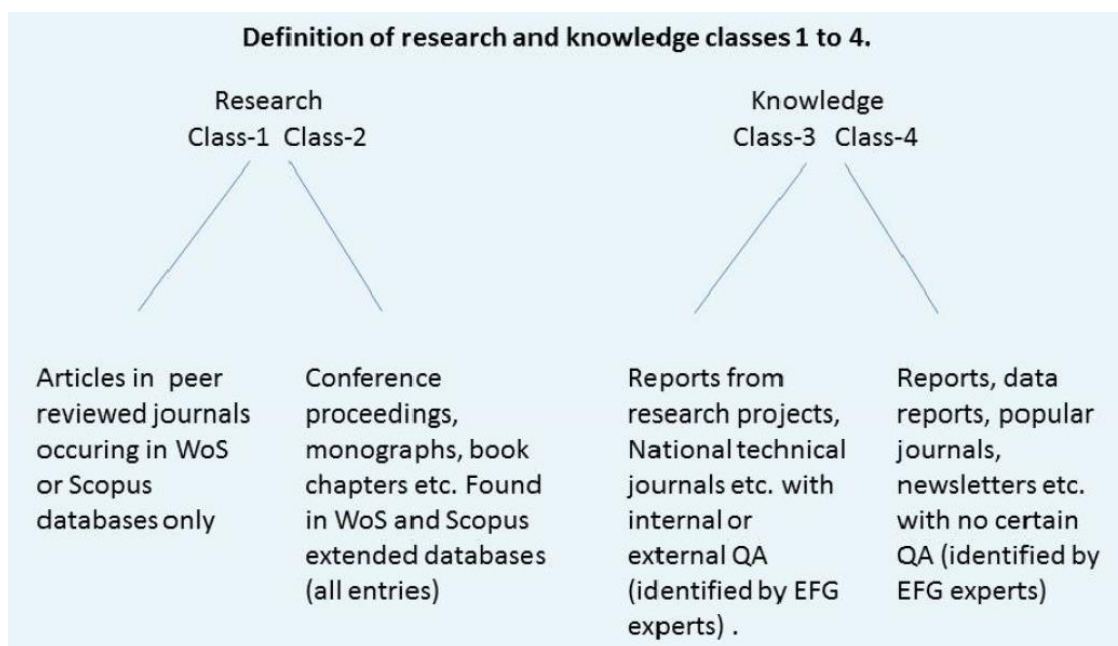 Definition of research and knowledge classes 1 to 4.
Research
Class-1 Class-2
Knowledge
Class-3 Class-4
Articles in peer
reviewed journals
occuring in WoS
or Scopus
databases only
Conference
proceedings,
monographs, book
chapters etc. Found
in WoS and Scopus
extended databases
(all entries)
Reports from
research projects,
National technical
journals etc. with
internal or
external QA
(identified by EFG
experts) .
Reports, data
reports, popular
journals,
newsletters etc.
with no certain
QA (identified by
EFG experts)